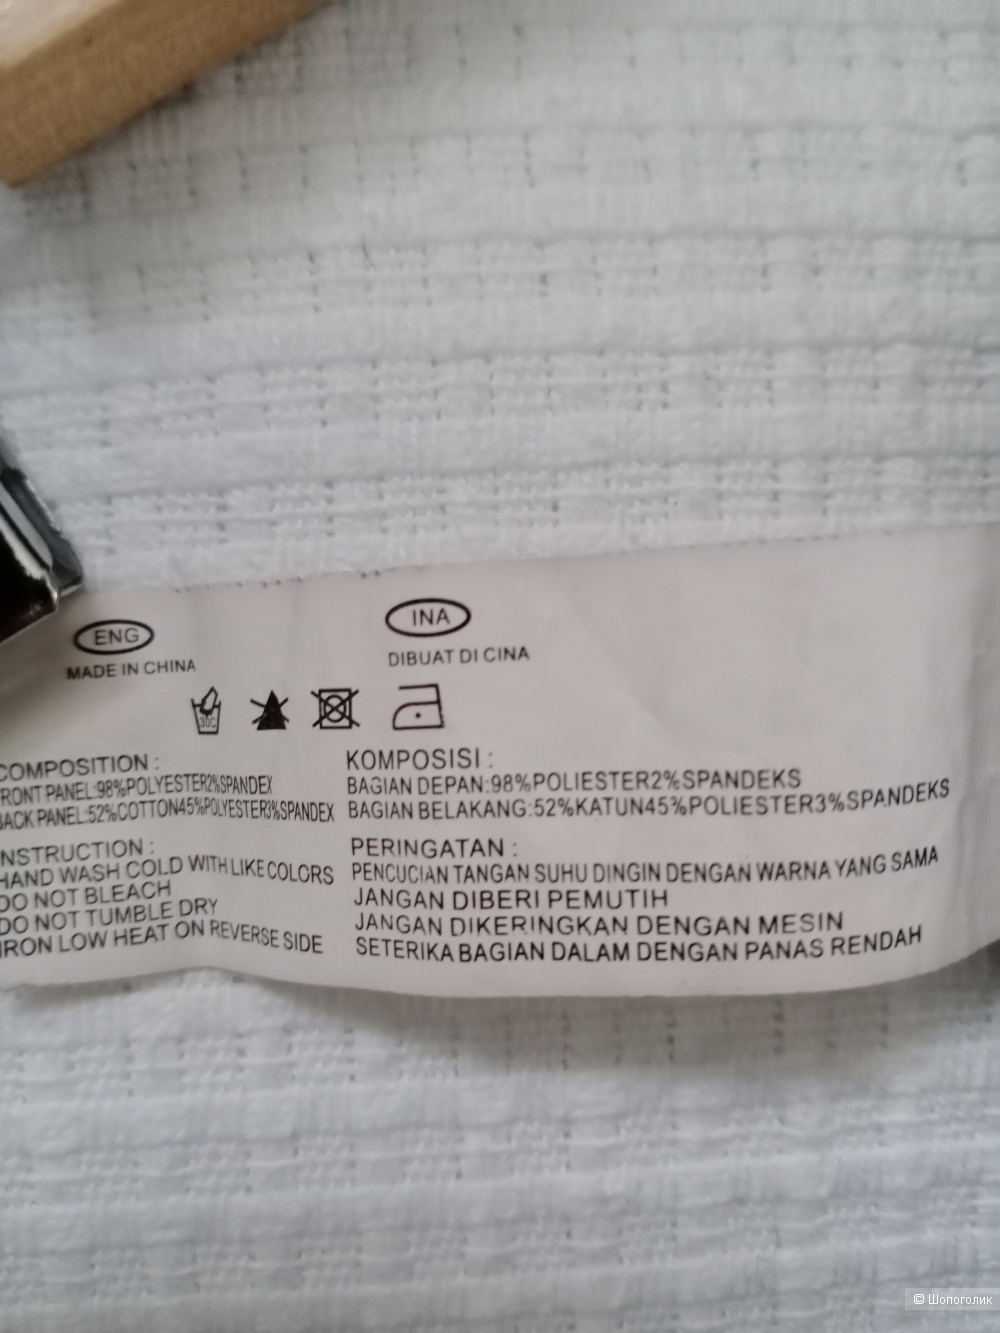 ENG
MADE IN CHINA
INA
DIBUAT DI CINA
30C
COMPOSITION :
FRONT PANEL:98%POLYESTER2%SPANDEX
BACK PANEL:52%COTTON45%POLYESTER3%SPANDEX
INSTRUCTION :
HAND WASH COLD WITH LIKE COLORS
DO NOT BLEACH
DO NOT TUMBLE DRY
IRON LOW HEAT ON REVERSE SIDE
KOMPOSISI :
BAGIAN DEPAN:98%POLIESTER2%SPANDEKS
BAGIAN BELAKANG:52%KATUN45%POLIESTER3%SPANDEKS
PERINGATAN :
PENCUCIAN TANGAN SUHU DINGIN DENGAN WARNA YANG SAMA
JANGAN DIBERI PEMUTIH
JANGAN DIKERINGKAN DENGAN MESIN
SETERIKA BAGIAN DALAM DENGAN PANAS RENDAH
© Шопоголик